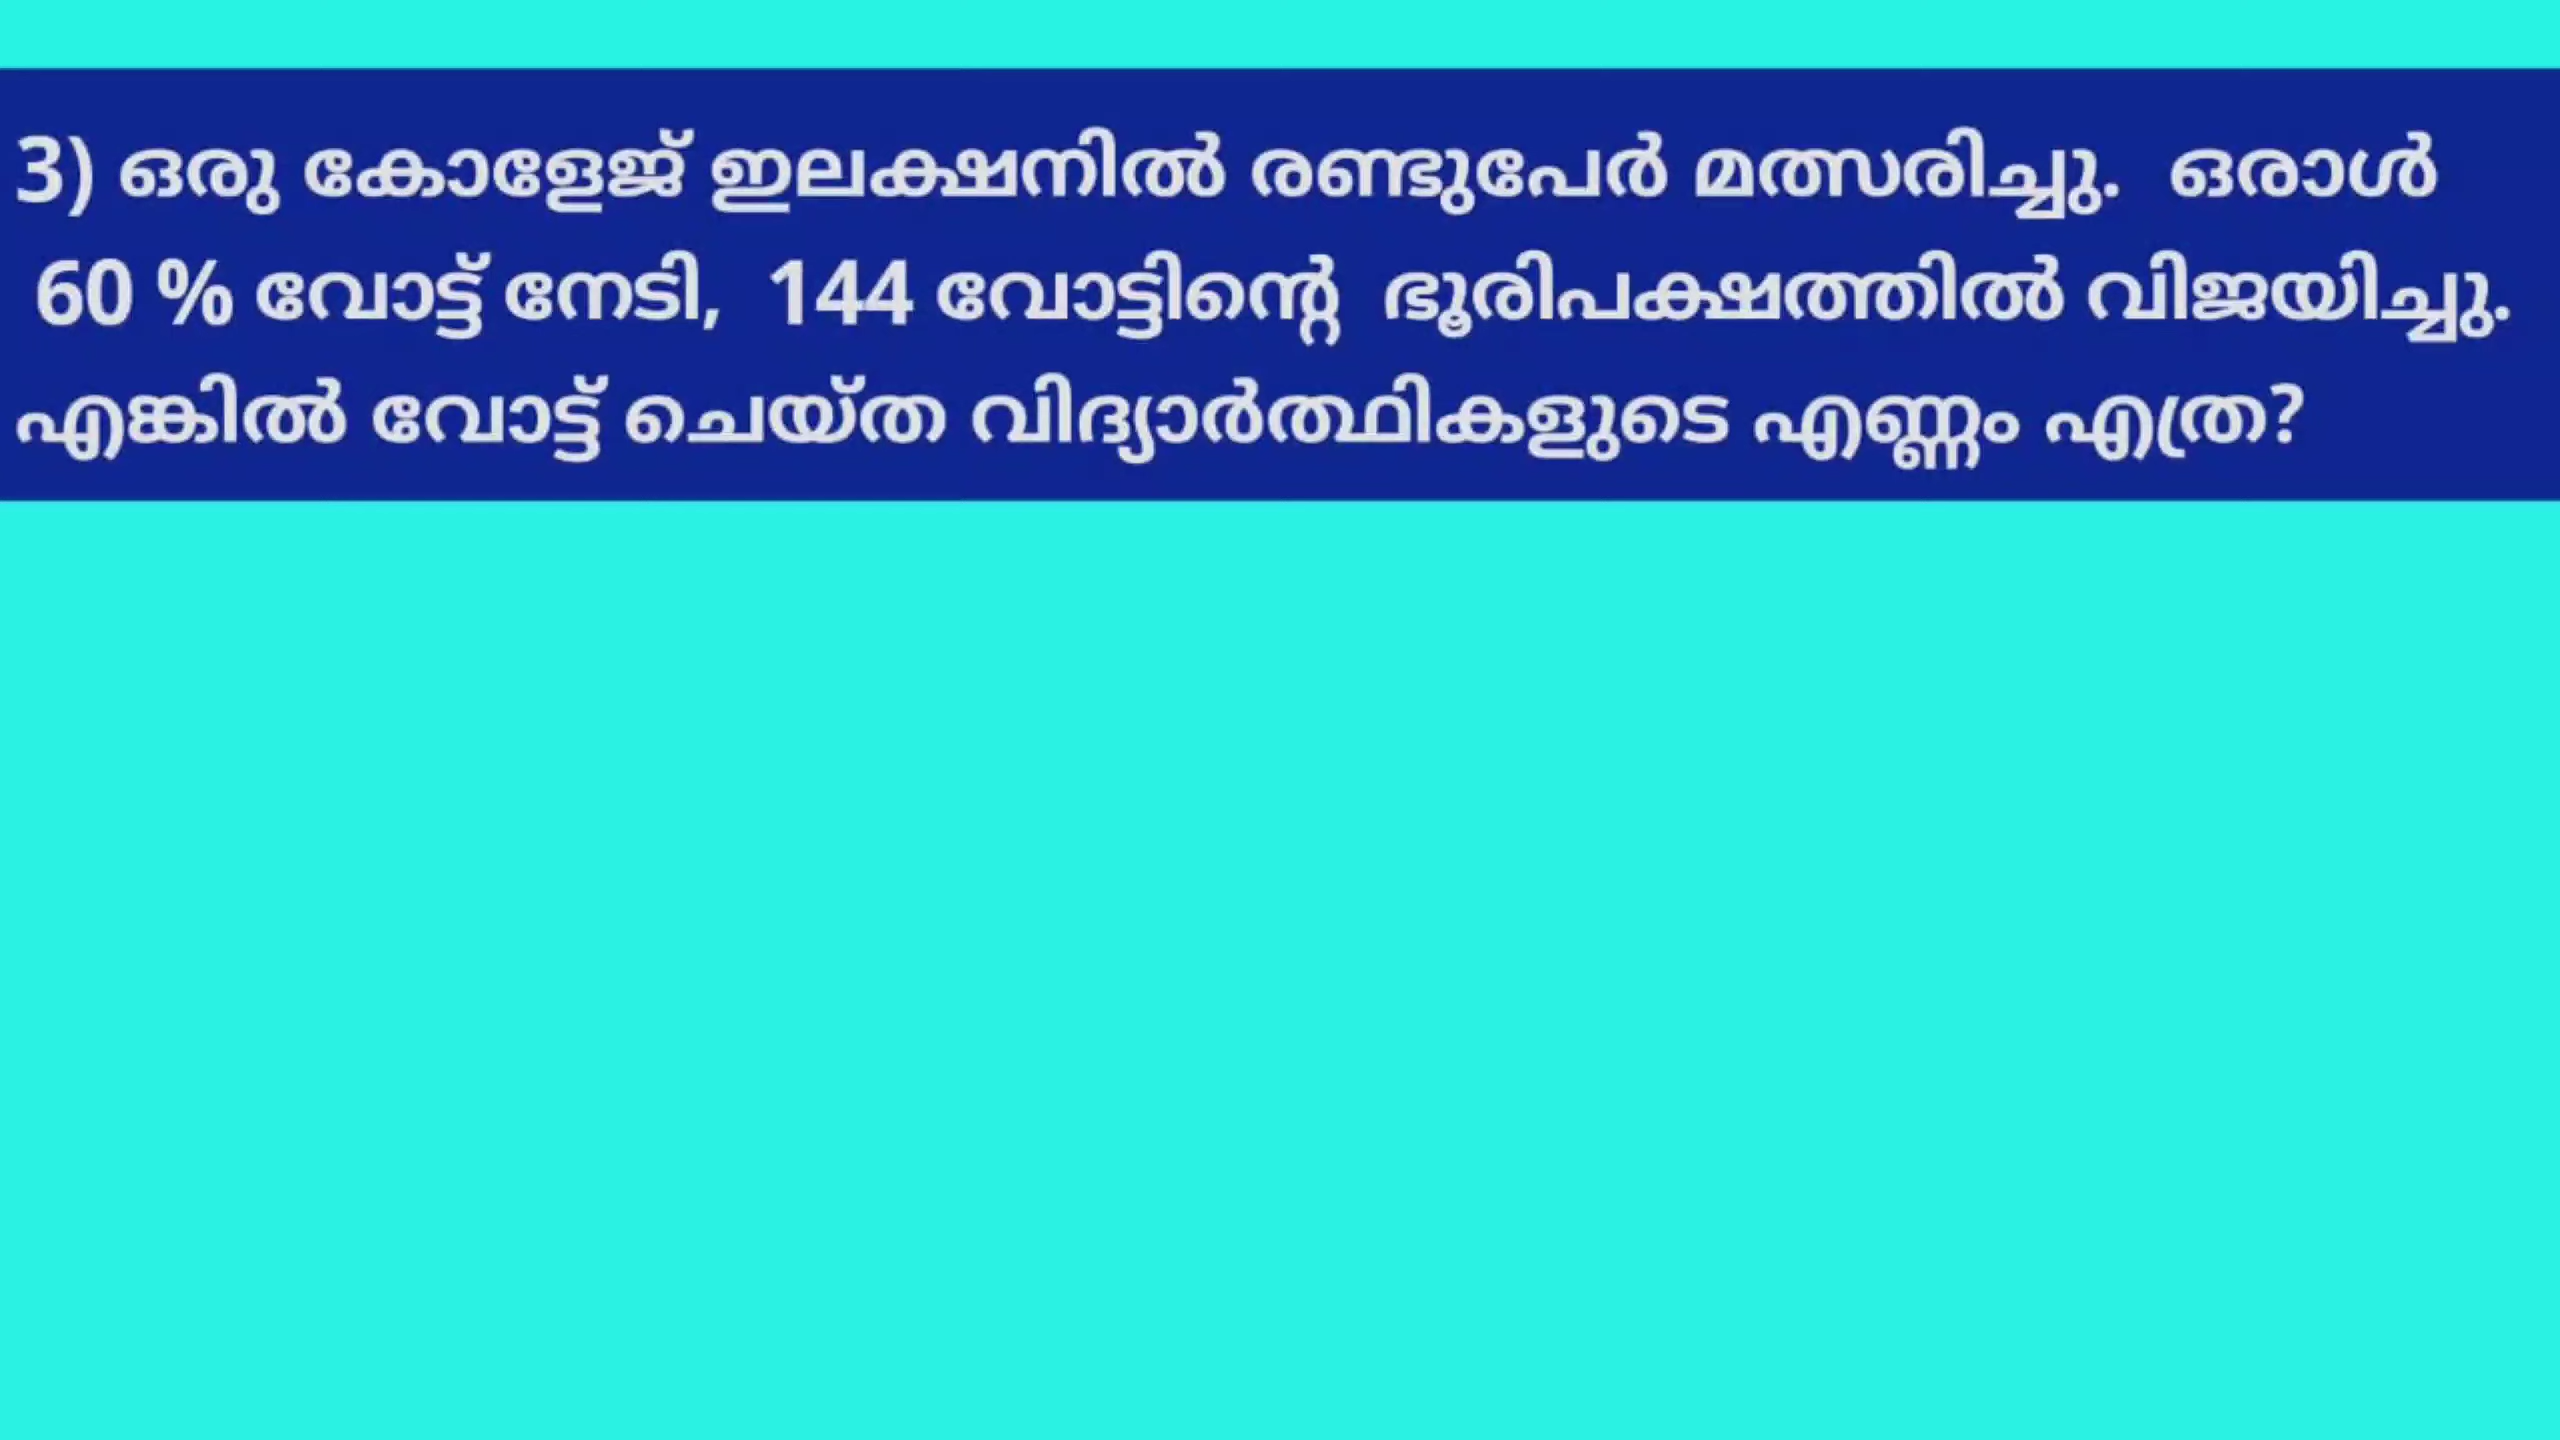 3) ഒരു കോളേജ് ഇലക്ഷനിൽ രണ്ടുപേർ മത്സരിച്ചു. ഒരാൾ
60 % വോട്ട് നേടി, 144 വോട്ടിന്റെ ഭൂരിപക്ഷത്തിൽ വിജയിച്ചു.
എങ്കിൽ വോട്ട് ചെയ്ത വിദ്യാർത്ഥികളുടെ എണ്ണം എത്ര?